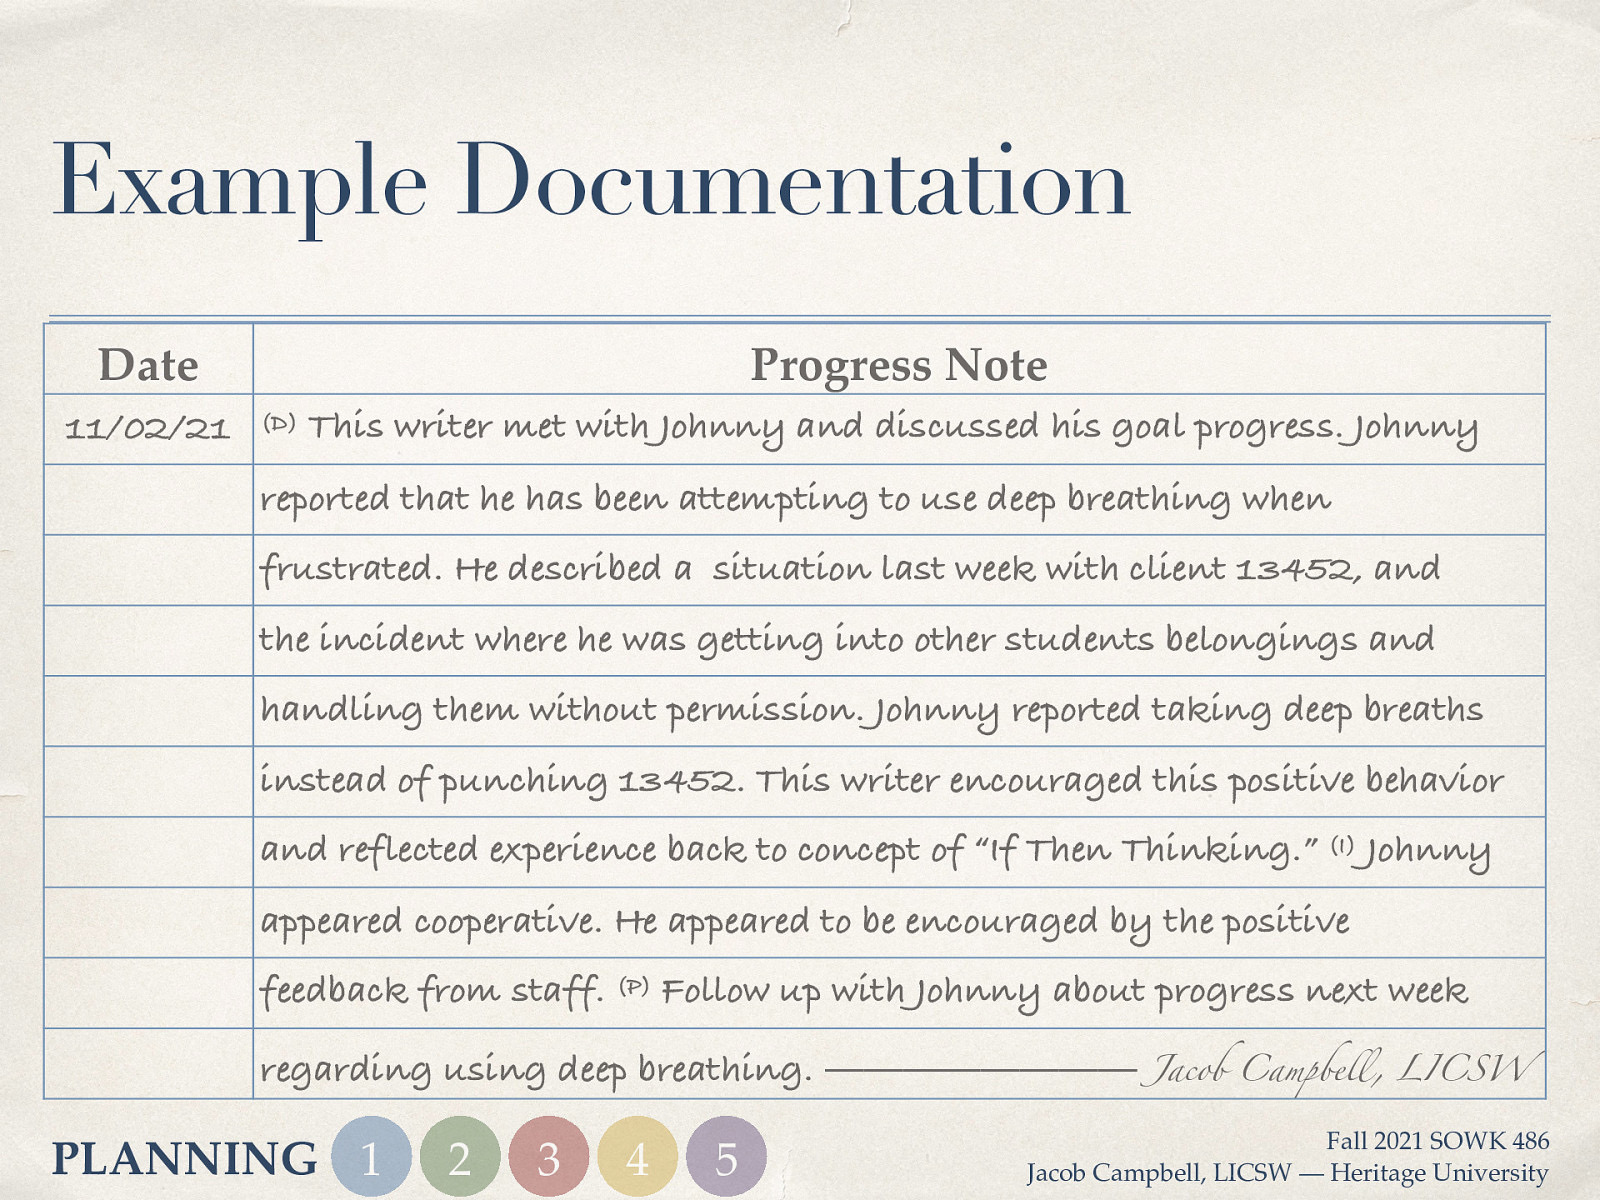 Example Documentation
Date Progress Note
11/02/21 (D) This writer met with Johnny and discussed his goal progress. Johnny
reported that he has been attempting to use deep breathing when
frustrated. He described a situation last week with client 13452, and
the incident where he was getting into other students belongings and
handling them without permission. Johnny reported taking deep breaths
instead of punching 13452. This writer encouraged this positive behavior
and reflected experience back to concept of “If Then Thinking.” (I) Johnny
appeared cooperative. He appeared to be encouraged by the positive
feedback from staff. (P) Follow up with Johnny about progress next week
regarding using deep breathing. Jacob Campbell, LICSW
PLANNING 1 2 3 4 5
Fall 2021 SOWK 486
Jacob Campbell, LICSW — Heritage University